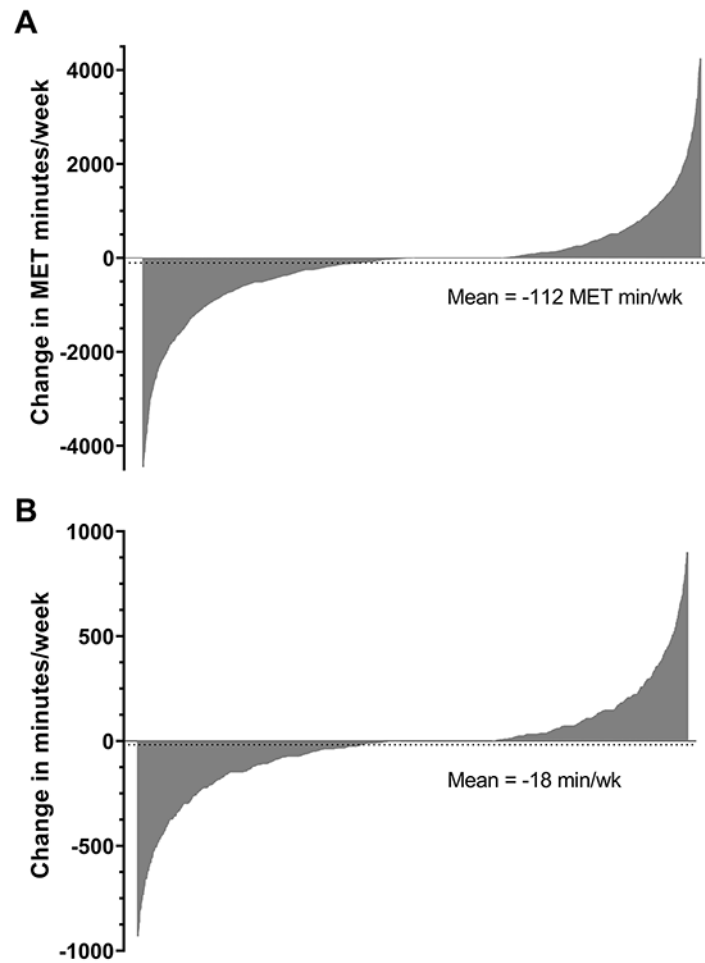 A
Change in MET minutes/week
4000
2000
0
-2000
-4000
Mean = -112 MET min/wk
B
Change in minutes/week
1000
500
0
-500
-1000
Mean = -18 min/wk